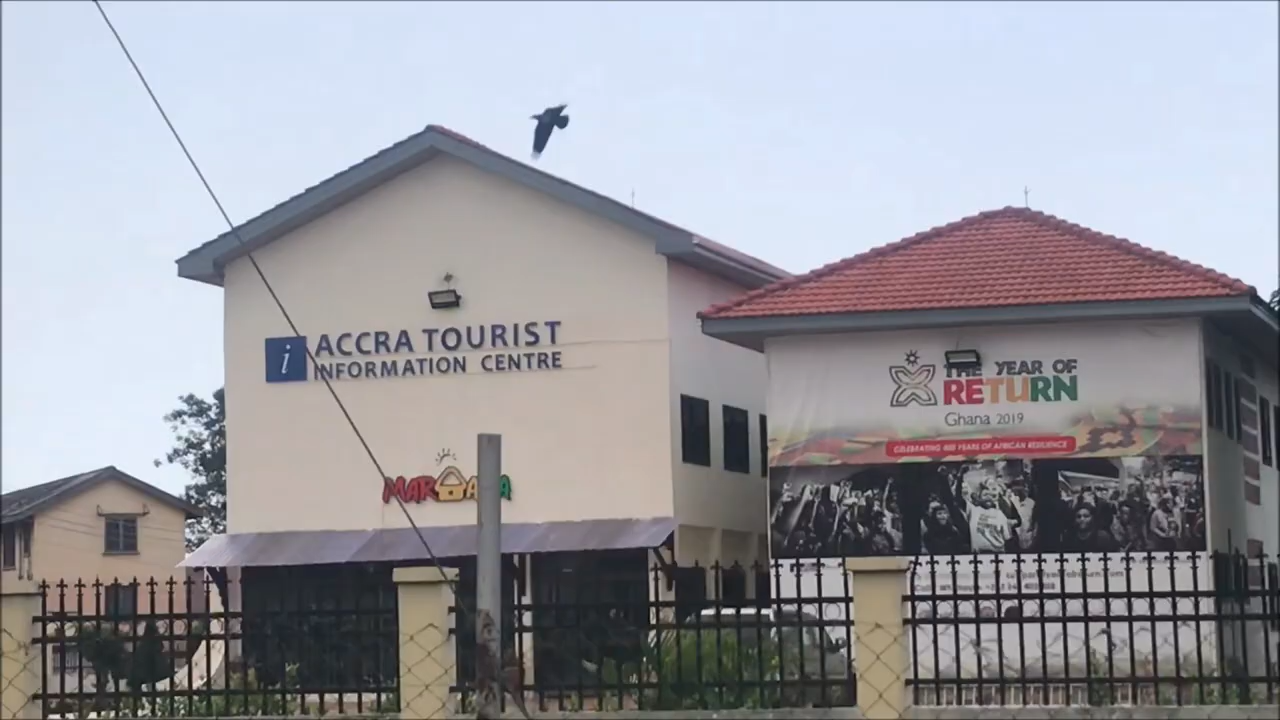 i
ACCRA TOURIST
INFORMATION CENTRE
THE YEAR OF
RETURN
Ghana 2019
CELEBRATING 400 YEARS OF AFRICAN RESILIENCE